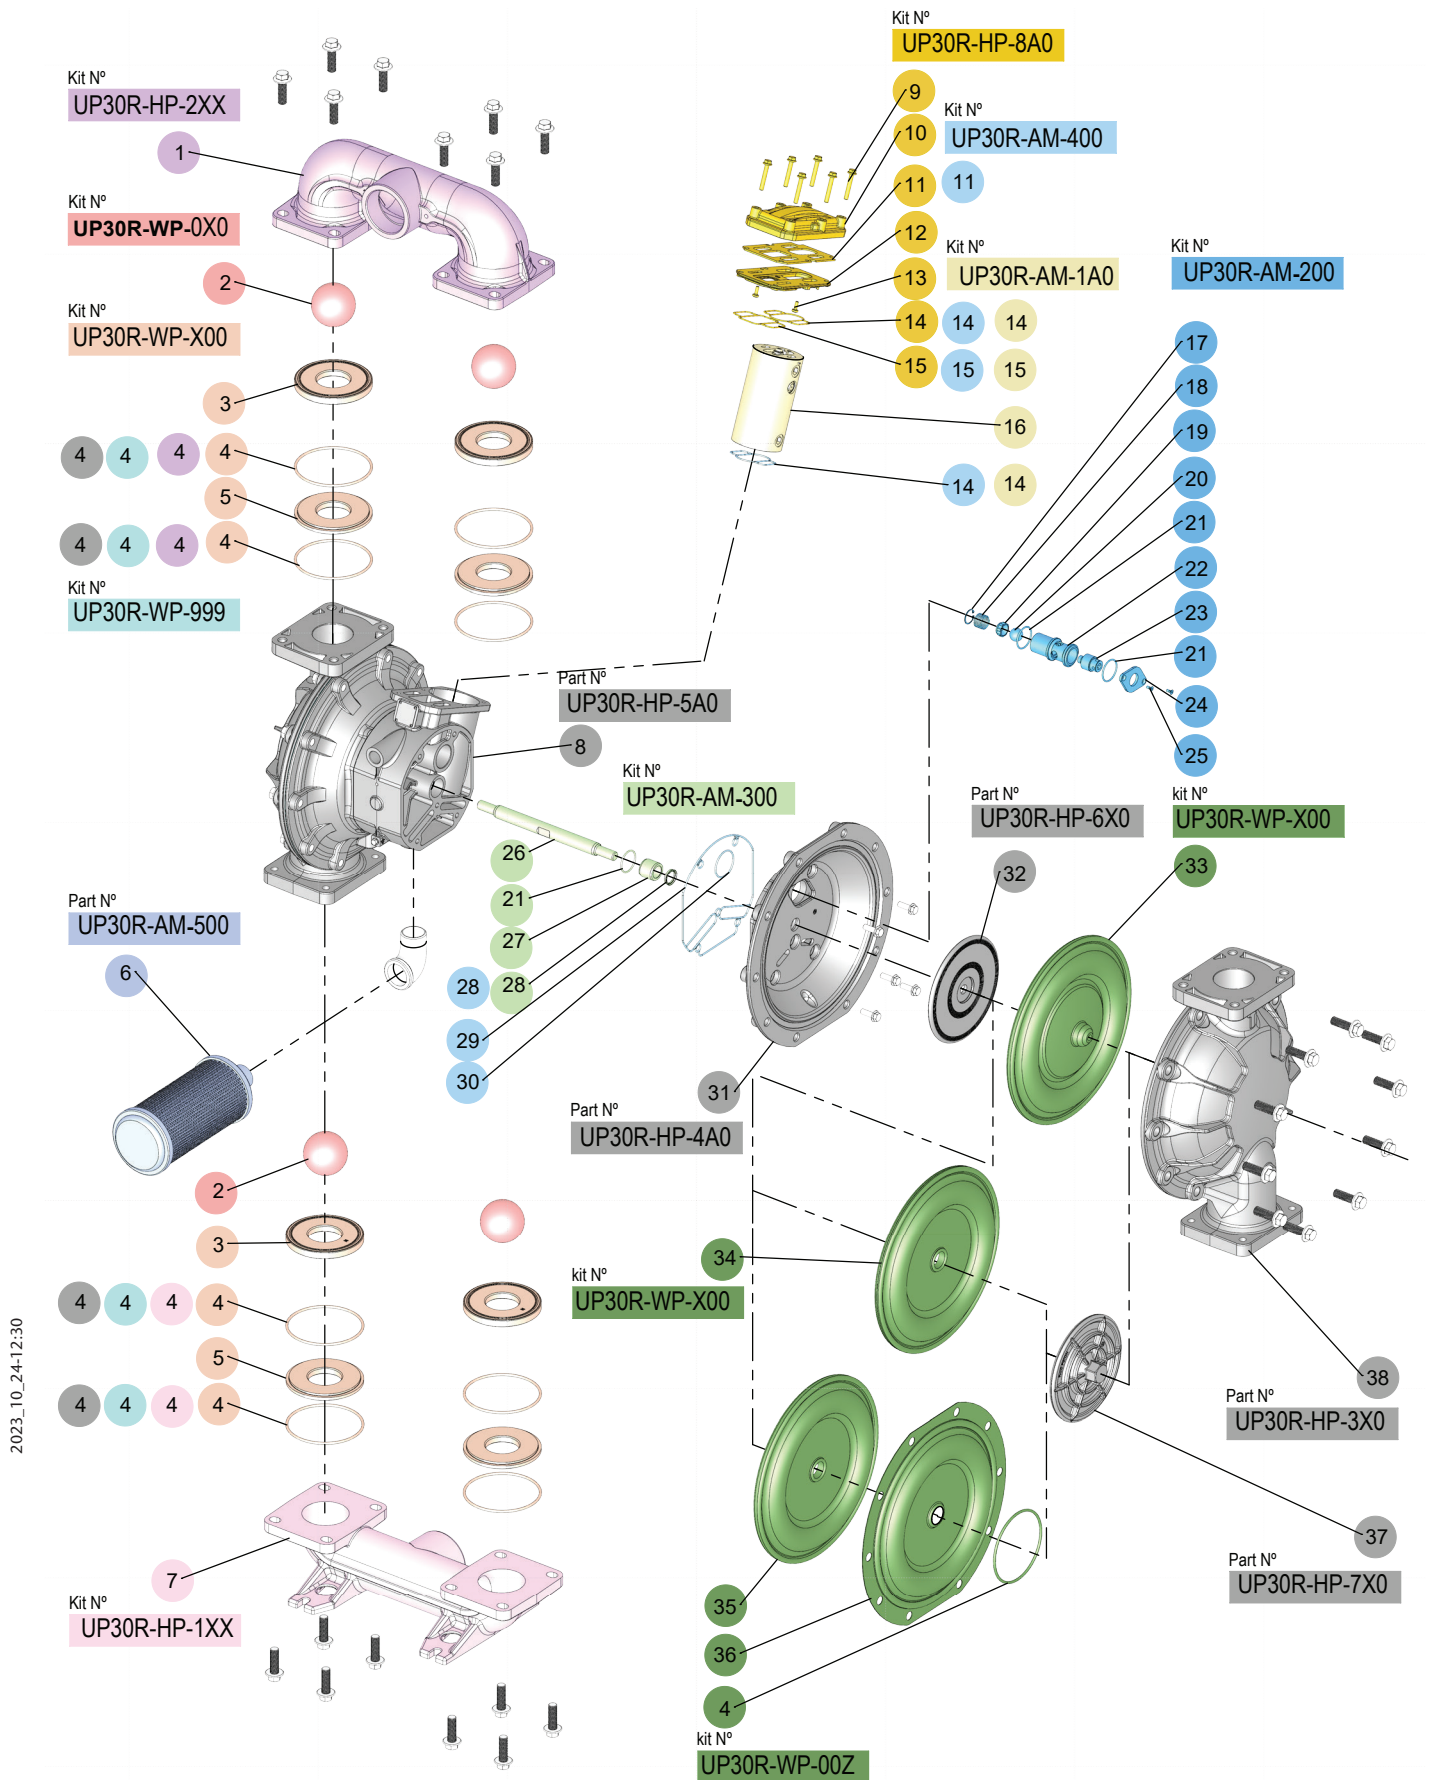 Kit Nº
UP30R-HP-8A0
9
10
11
12
13
14
15
Kit Nº
UP30R-AM-400
11
14
15
Kit Nº
UP30R-AM-1A0
14
15
16
14
14
Kit Nº
UP30R-HP-2XX
1
Kit Nº
UP30R-WP-0X0
2
Kit Nº
UP30R-WP-X00
3
4 4 4 4
5
4 4 4 4
Kit Nº
UP30R-WP-999
Kit Nº
UP30R-AM-200
17
18
19
20
21
22
23
21
24
25
Part Nº
UP30R-HP-5A0
8
Kit Nº
UP30R-AM-300
26
21
27
28 28
29
30
Part Nº
UP30R-HP-6X0
32
kit Nº
UP30R-WP-X00
33
Part Nº
UP30R-AM-500
6
31
Part Nº
UP30R-HP-4A0
2
3
4 4 4 4
5
4 4 4 4
7
Kit Nº
UP30R-HP-1XX
34
kit Nº
UP30R-WP-X00
38
Part Nº
UP30R-HP-3X0
37
Part Nº
UP30R-HP-7X0
35
36
4
kit Nº
UP30R-WP-00Z
2023_10_24-12:30